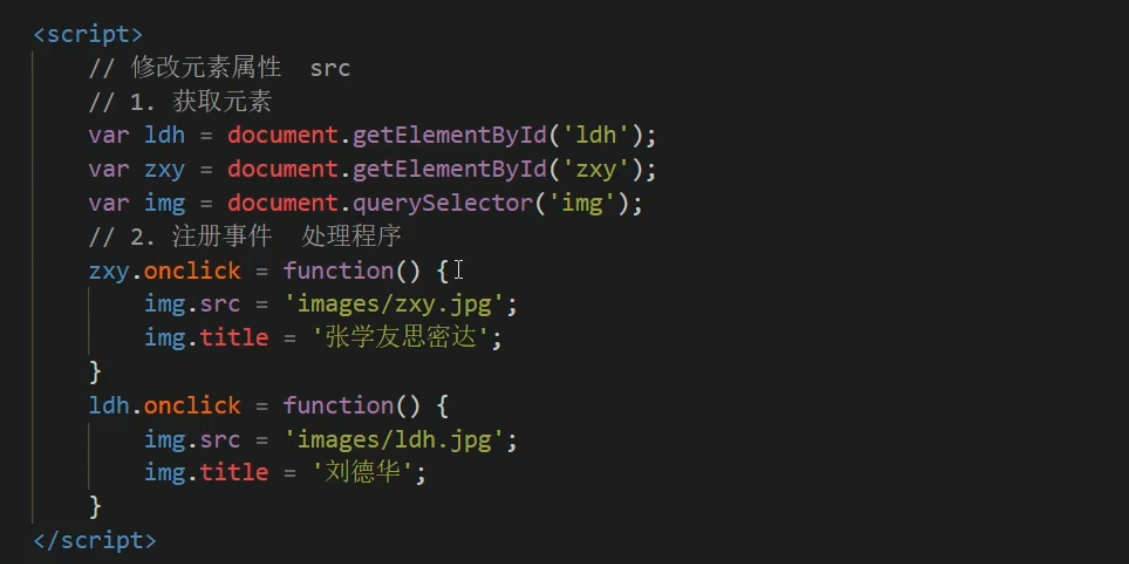 <script>
// 修改元素属性  src
// 1. 获取元素
var ldh = document.getElementById('ldh');
var zxy = document.getElementById('zxy');
var img = document.querySelector('img');
// 2. 注册事件  处理程序
zxy.onclick = function() {
img.src = 'images/zxy.jpg';
img.title = '张学友思密达';
}
ldh.onclick = function() {
img.src = 'images/ldh.jpg';
img.title = '刘德华';
}
</script>